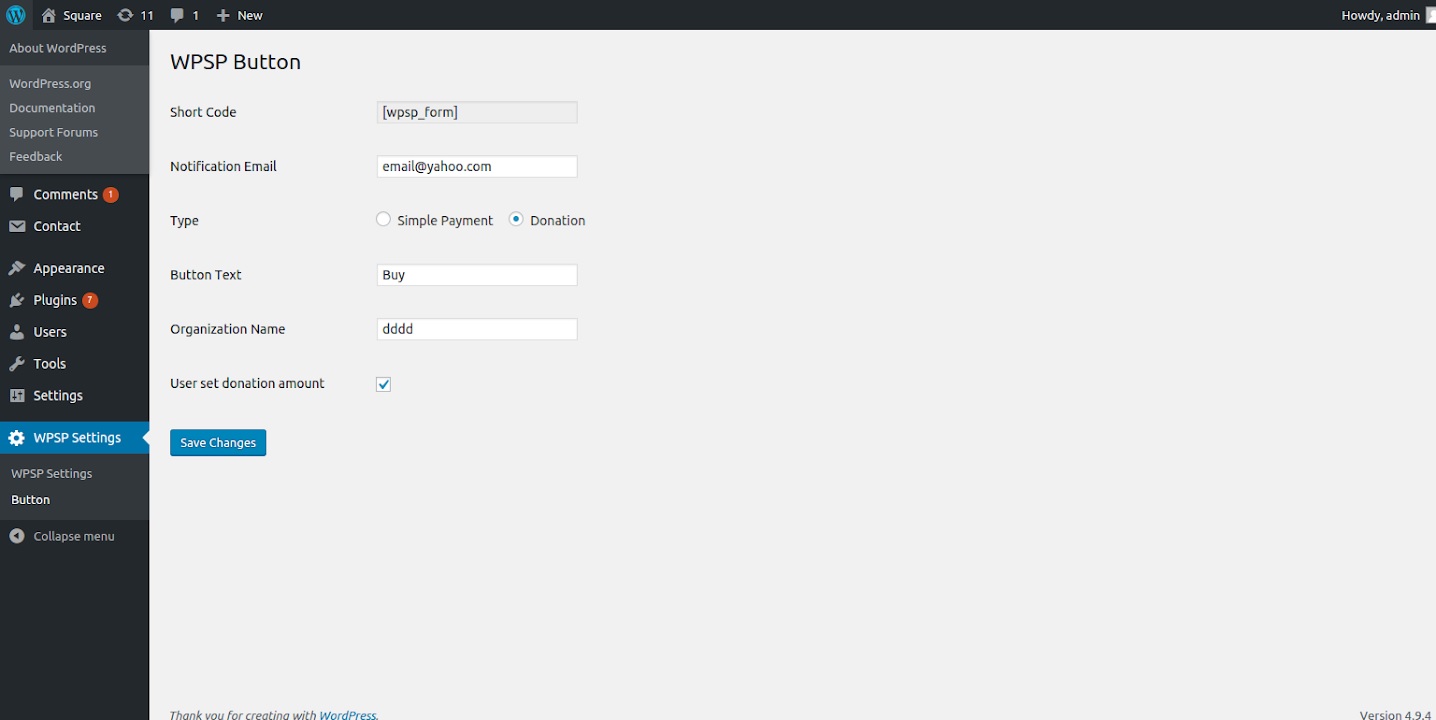 Square 11 1 New Howdy, admin
About WordPress
WordPress.org
Documentation
Support Forums
Feedback
Comments 1
Contact
Appearance
Plugins 7
Users
Tools
Settings
WPSP Settings
WPSP Settings
Button
Collapse menu
WPSP Button
Short Code [wpsp_form]
Notification Email email@yahoo.com
Type Simple Payment Donation
Button Text Buy
Organization Name dddd
User set donation amount
Save Changes
Thank you for creating with WordPress. Version 4.9.4